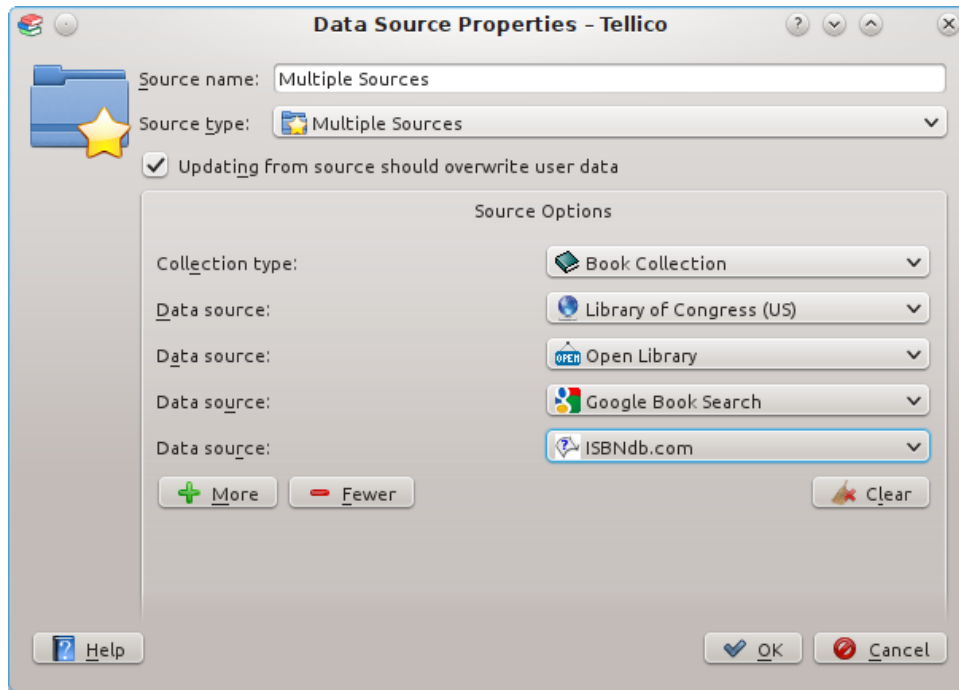 Data Source Properties – Tellico
Source name: Multiple Sources
Source type: Multiple Sources
Updating from source should overwrite user data
Source Options
Collection type: Book Collection
Data source: Library of Congress (US)
Data source: OPEN Open Library
Data source: Google Book Search
Data source: ISBNdb.com
More Fewer Clear
Help OK Cancel